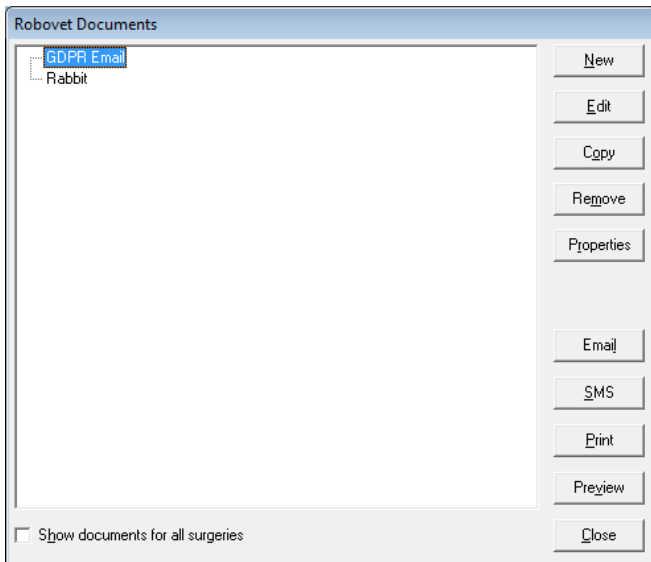 Robovet Documents
GDPR Email
Rabbit
New
Edit
Copy
Remove
Properties
Email
SMS
Print
Preview
Show documents for all surgeries
Close